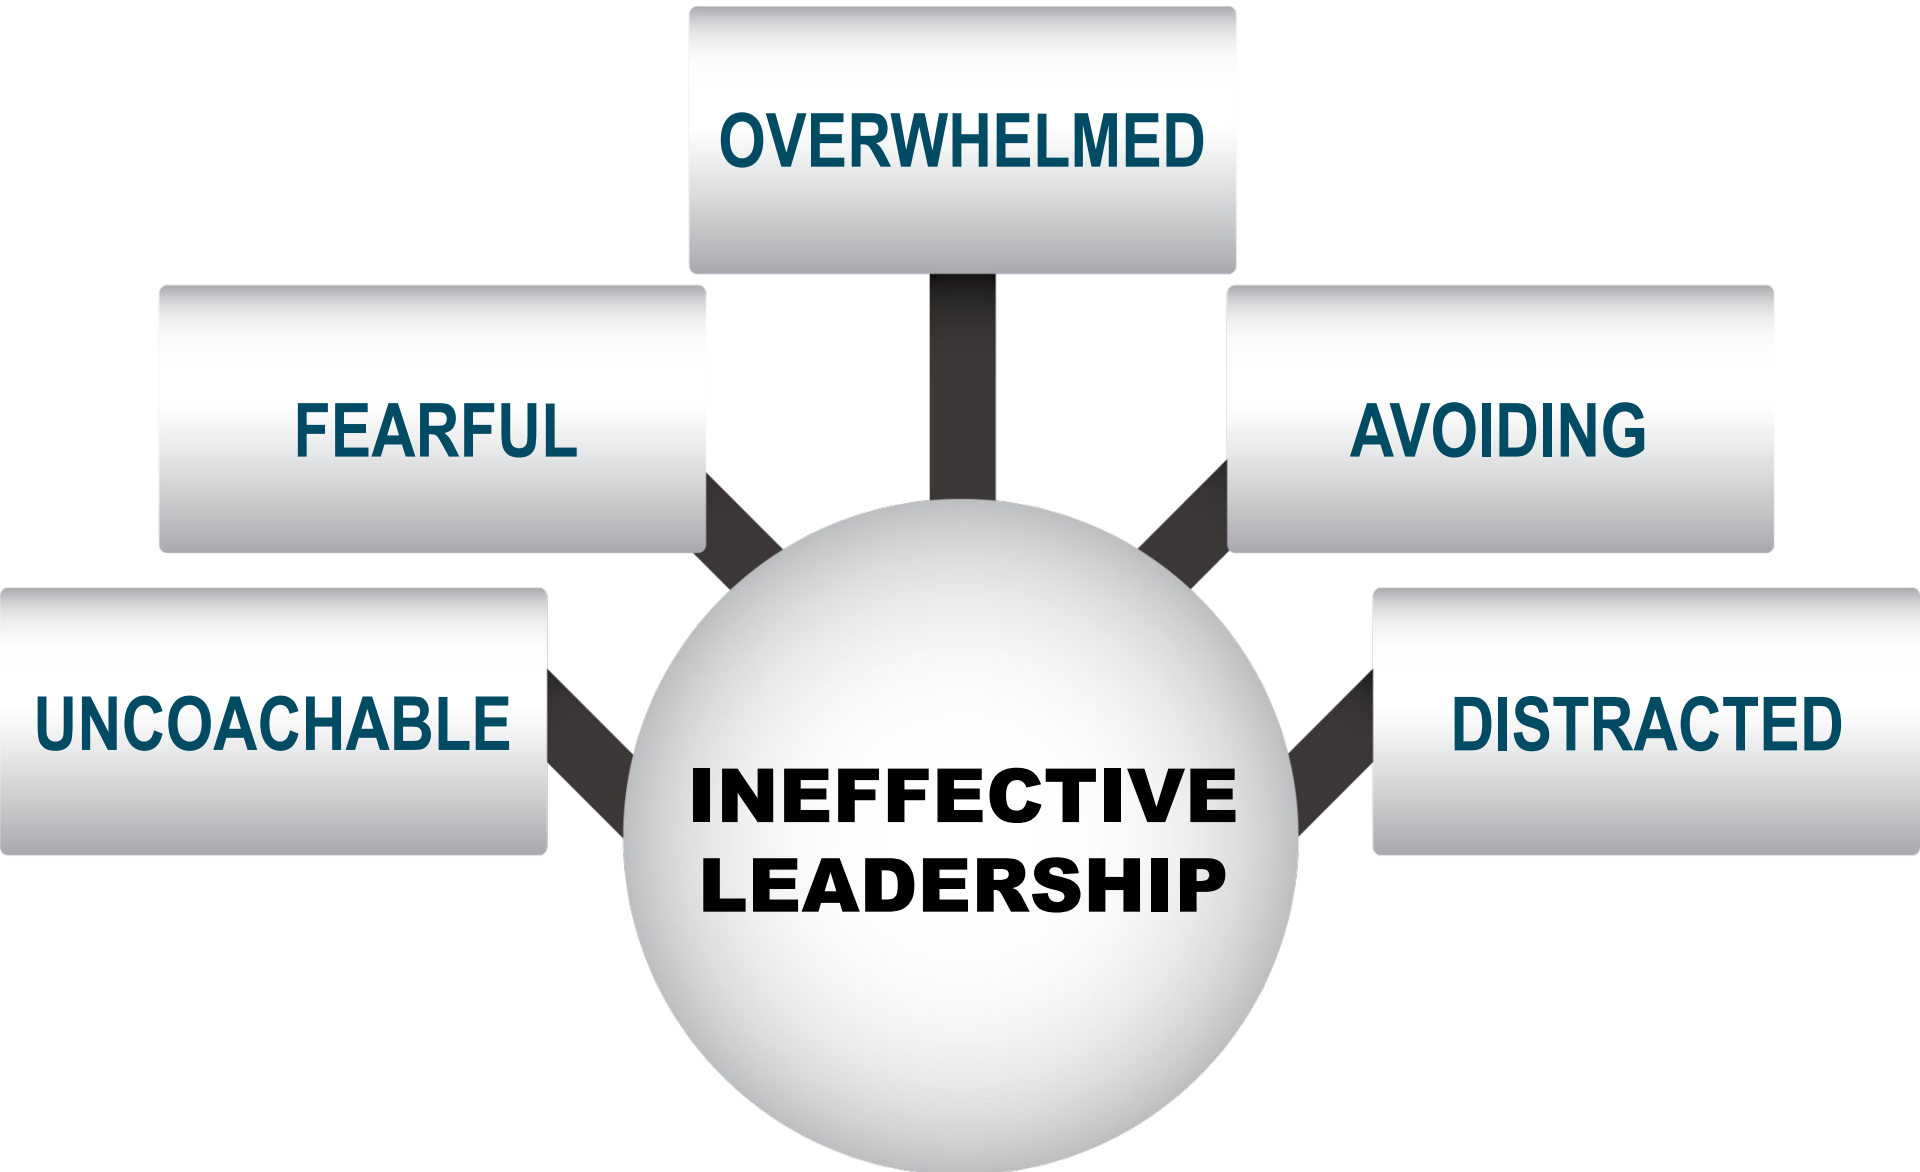 OVERWHELMED
FEARFUL
AVOIDING
UNCOACHABLE
DISTRACTED
INEFFECTIVE
LEADERSHIP